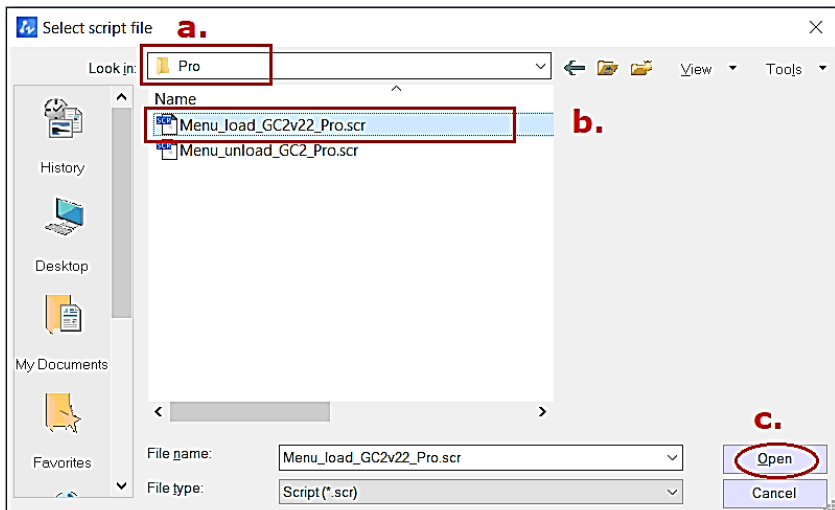 Select script file
a.
Look in:
Pro
View
Tools
Name
Menu_load_GC2v22_Pro.scr
b.
Menu_unload_GC2_Pro.scr
History
Desktop
My Documents
Favorites
c.
File name:
Menu_load_GC2v22_Pro.scr
Open
File type:
Script (*.scr)
Cancel